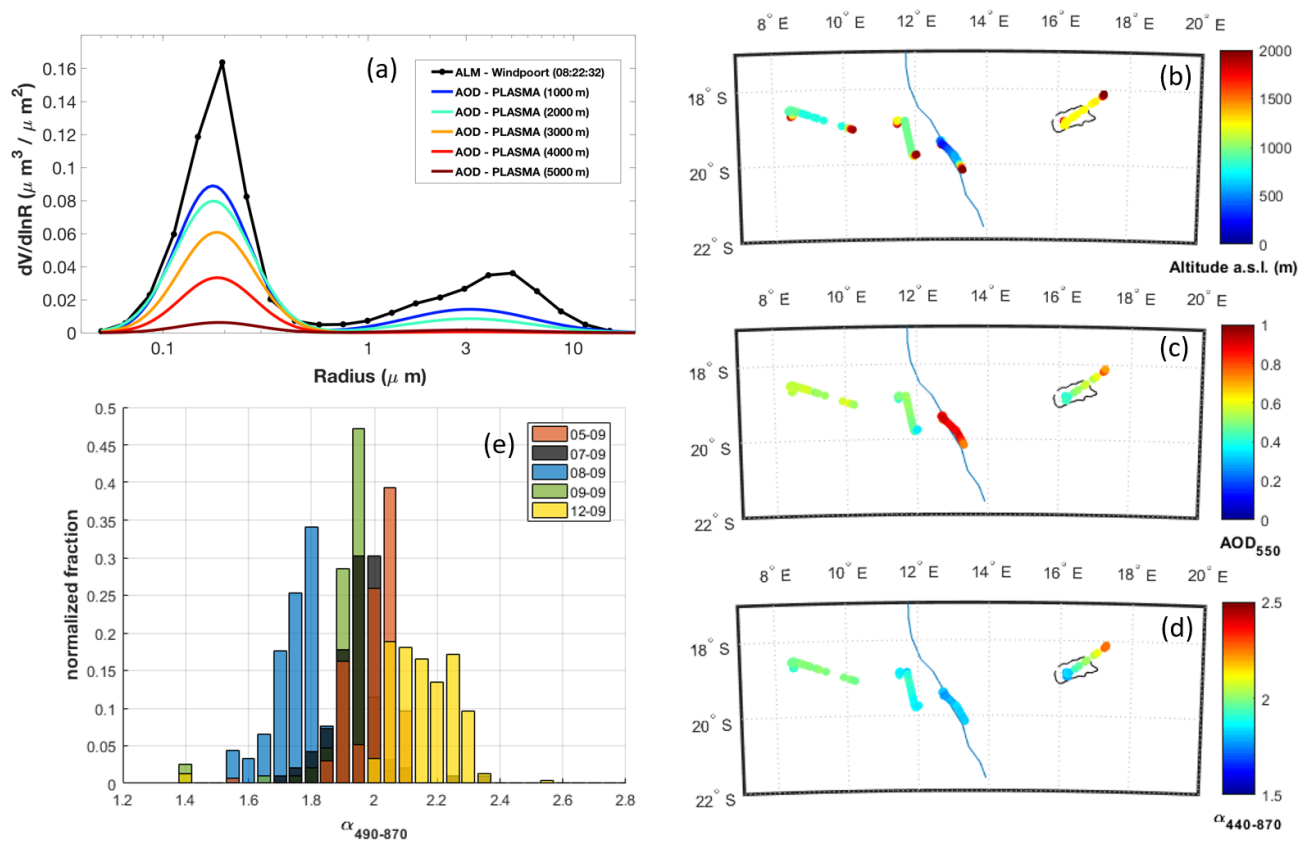 (a)
0.16
0.14
0.12
0.1
0.08
0.06
0.04
0.02
0
dV/dlnR (μ m³ / μ m²)
ALM - Windpoort (08:22:32)
AOD - PLASMA (1000 m)
AOD - PLASMA (2000 m)
AOD - PLASMA (3000 m)
AOD - PLASMA (4000 m)
AOD - PLASMA (5000 m)
0.1 1 3 10
Radius (μ m)
(b)
8° E 10° E 12° E 14° E 16° E 18° E 20° E
18° S
20° S
22° S
2000
1500
1000
500
0
Altitude a.s.l. (m)
(c)
8° E 10° E 12° E 14° E 16° E 18° E 20° E
18° S
20° S
22° S
1
0.8
0.6
0.4
0.2
0
AOD₅₅₀
(d)
8° E 10° E 12° E 14° E 16° E 18° E 20° E
18° S
20° S
22° S
2.5
2
1.5
α₄₄₀₋₈₇₀
(e)
0.5
0.45
0.4
0.35
0.3
0.25
0.2
0.15
0.1
0.05
0
normalized fraction
05-09
07-09
08-09
09-09
12-09
1.2 1.4 1.6 1.8 2 2.2 2.4 2.6 2.8
α₄₉₀₋₈₇₀